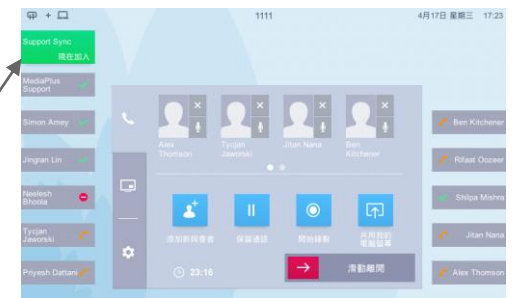 1111
4月17日 星期三 17:23
Support Sync
現在加入
MediaPlus
Support
Simon Amey
Jingran Lin
Neelesh
Bhoola
Tycjan
Jaworski
Priyesh Dattani
Alex
Thomson
Tycjan
Jaworski
Jitan Nana
Ben
Kitchener
添加新與會者
保留通話
開始錄影
共用我的
電腦螢幕
23:16
滑動離開
Ben Kitchener
Rifaat Oozeer
Shilpa Mishra
Jitan Nana
Alex Thomson